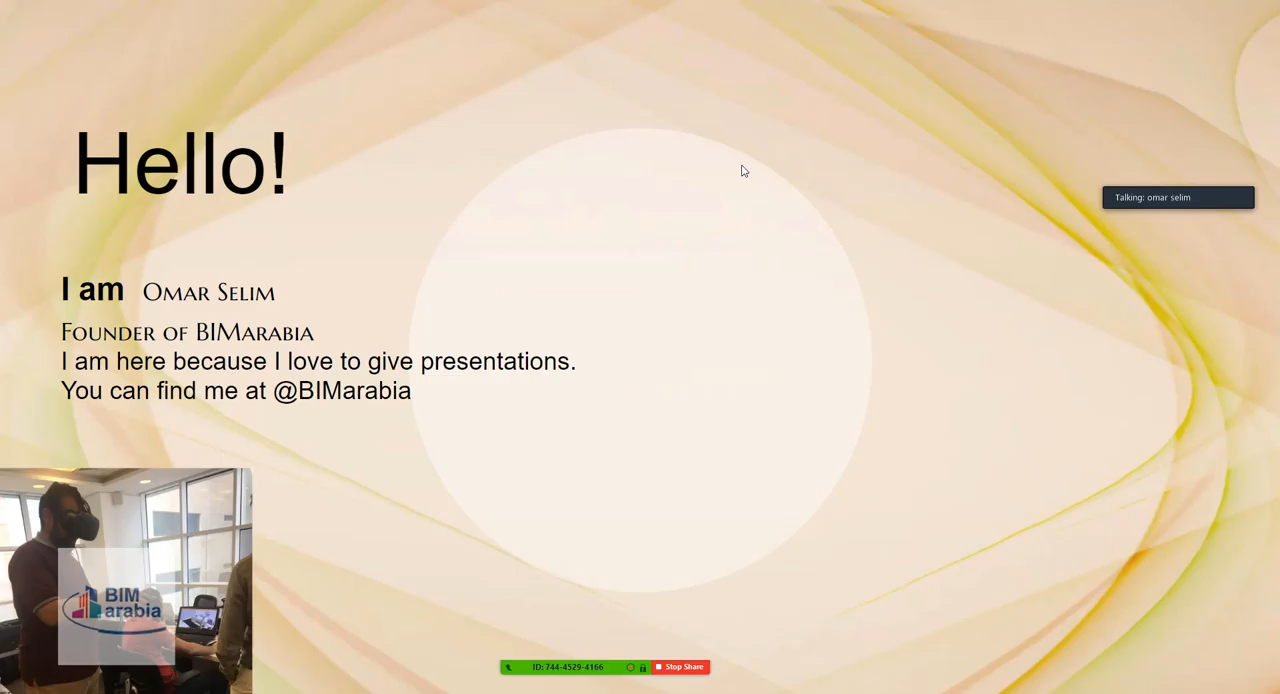 Hello!
Talking: omar selim
I am Omar Selim
Founder of BIMarabia
I am here because I love to give presentations.
You can find me at @BIMarabia
BIM
arabia
ID: 744-4529-4166 Stop Share